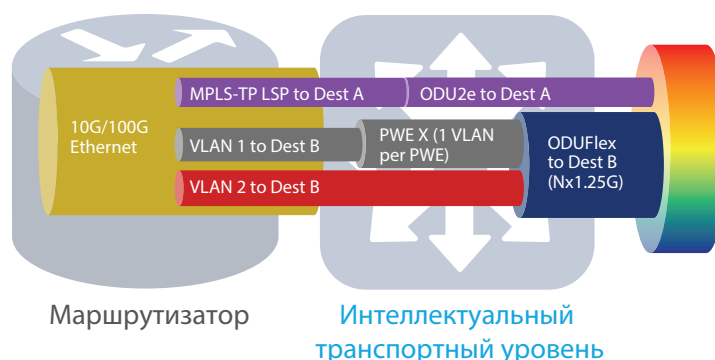 MPLS-TP LSP to Dest A
ODU2e to Dest A
10G/100G
Ethernet
VLAN 1 to Dest B
PWE X (1 VLAN
per PWE)
ODUFlex
to Dest B
(Nx1.25G)
VLAN 2 to Dest B
Маршрутизатор
Интеллектуальный
транспортный уровень